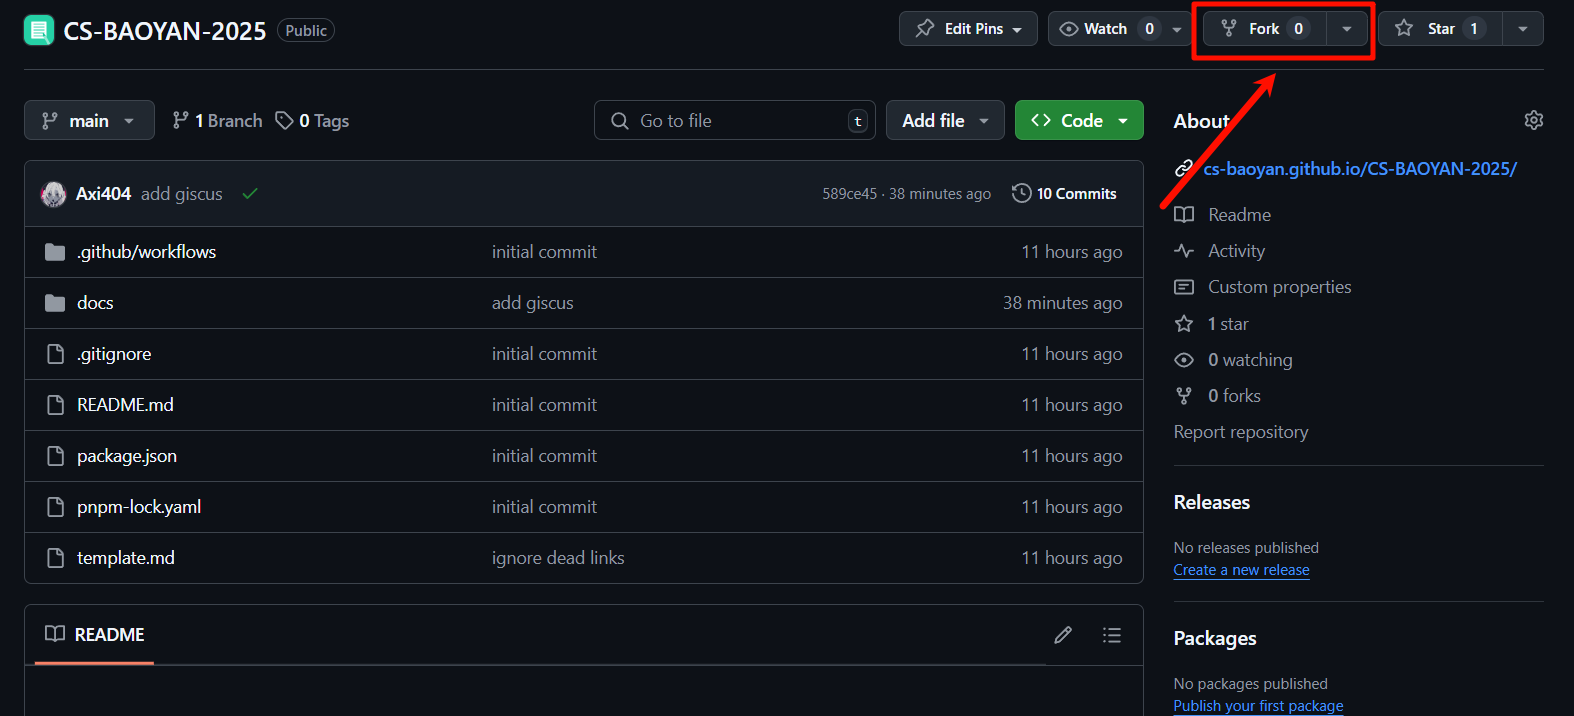 CS-BAOYAN-2025 Public
Edit Pins
Watch 0
Fork 0
Star 1
main
1 Branch
0 Tags
Go to file t
Add file
Code
Axi404 add giscus 589ce45 · 38 minutes ago 10 Commits
.github/workflows initial commit 11 hours ago
docs add giscus 38 minutes ago
.gitignore initial commit 11 hours ago
README.md initial commit 11 hours ago
package.json initial commit 11 hours ago
pnpm-lock.yaml initial commit 11 hours ago
template.md ignore dead links 11 hours ago
README
About
cs-baoyan.github.io/CS-BAOYAN-2025/
Readme
Activity
Custom properties
1 star
0 watching
0 forks
Report repository
Releases
No releases published
Create a new release
Packages
No packages published
Publish your first package